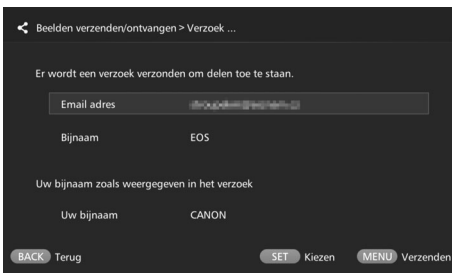 Beelden verzenden/ontvangen > Verzoek ...
Er wordt een verzoek verzonden om delen toe te staan.
Email adres
Bijnaam EOS
Uw bijnaam zoals weergegeven in het verzoek
Uw bijnaam CANON
BACK Terug SET Kiezen MENU Verzenden